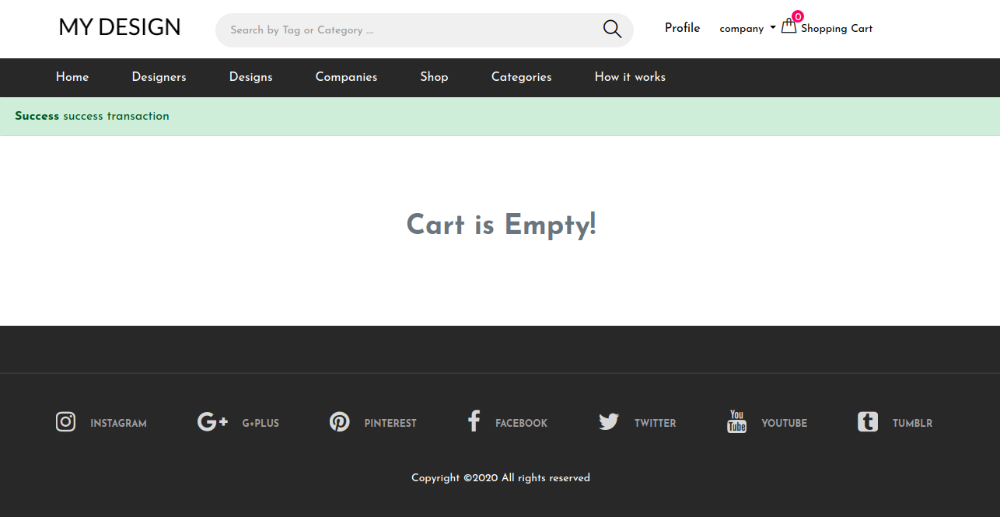 MY DESIGN
Search by Tag or Category ....
Profile
company
0
Shopping Cart
Home Designers Designs Companies Shop Categories How it works
Success success transaction
Cart is Empty!
INSTAGRAM G+ G+PLUS PINTEREST FACEBOOK TWITTER You Tube YOUTUBE t TUMBLR
Copyright ©2020 All rights reserved